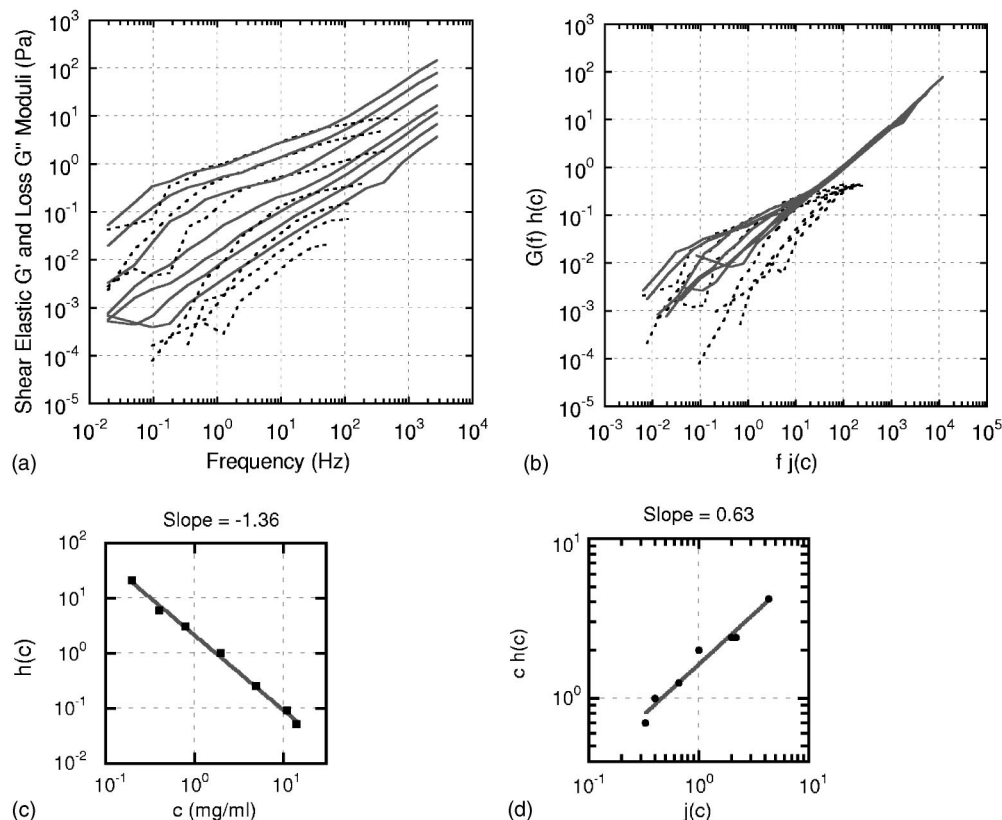 (a)
Shear Elastic G' and Loss G" Moduli (Pa)
10^3
10^2
10^1
10^0
10^-1
10^-2
10^-3
10^-4
10^-5
10^-2 10^-1 10^0 10^1 10^2 10^3 10^4
Frequency (Hz)
(b)
G(f) h(c)
10^3
10^2
10^1
10^0
10^-1
10^-2
10^-3
10^-4
10^-5
10^-3 10^-2 10^-1 10^0 10^1 10^2 10^3 10^4 10^5
f j(c)
(c)
Slope = -1.36
h(c)
10^2
10^1
10^0
10^-1
10^-2
10^-1 10^0 10^1
c (mg/ml)
(d)
Slope = 0.63
c h(c)
10^1
10^0
10^-1 10^0 10^1
j(c)